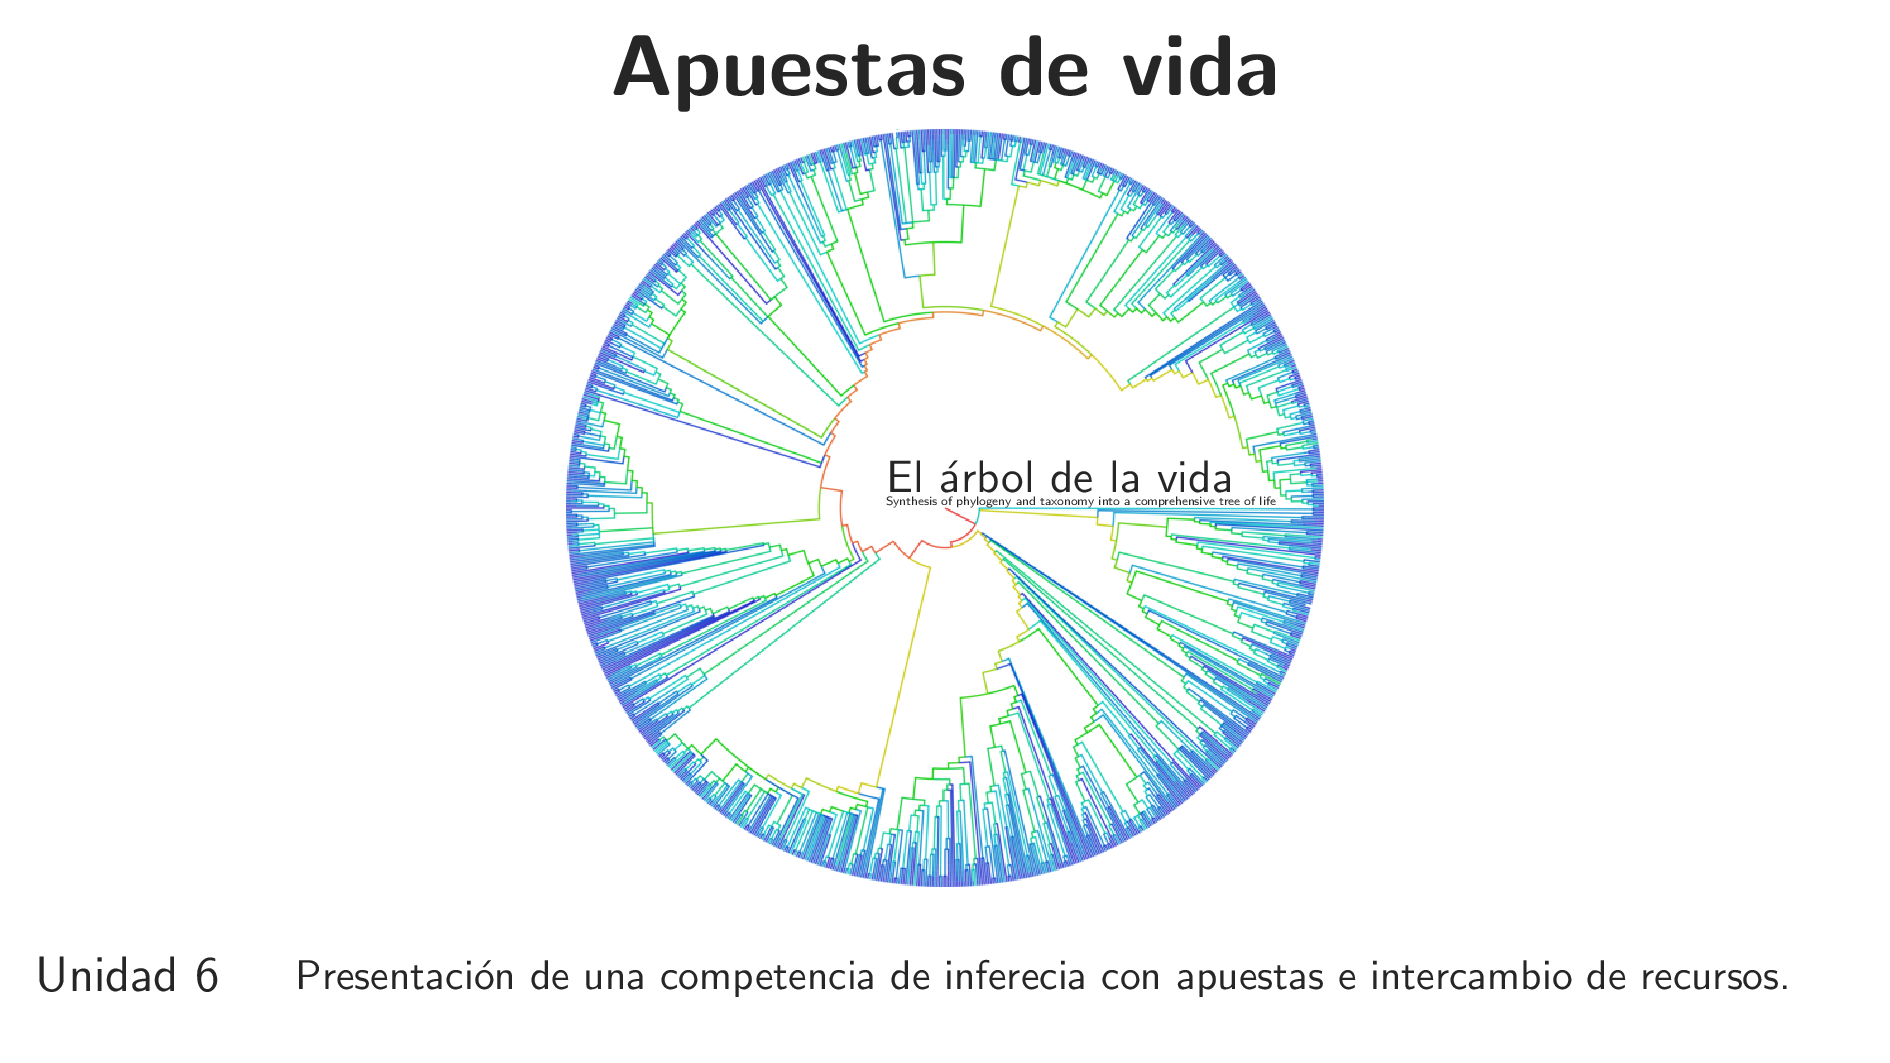 Apuestas de vida
El árbol de la vida
Synthesis of phylogeny and taxonomy into a comprehensive tree of life
Unidad 6
Presentación de una competencia de inferecia con apuestas e intercambio de recursos.